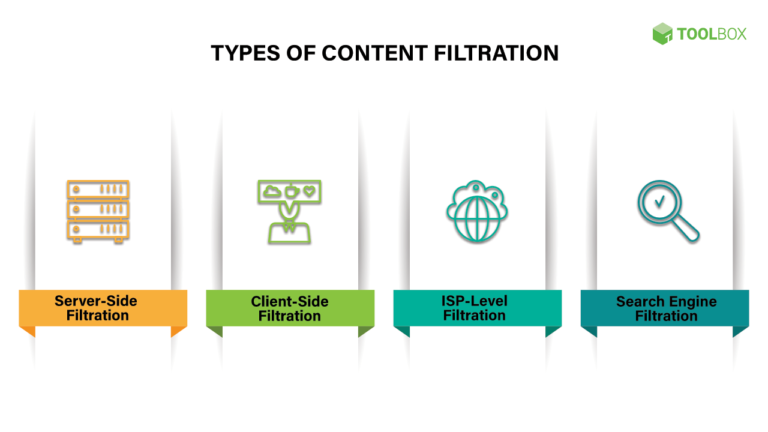 TOOLBOX
TYPES OF CONTENT FILTRATION
Server-Side
Filtration
Client-Side
Filtration
ISP-Level
Filtration
Search Engine
Filtration